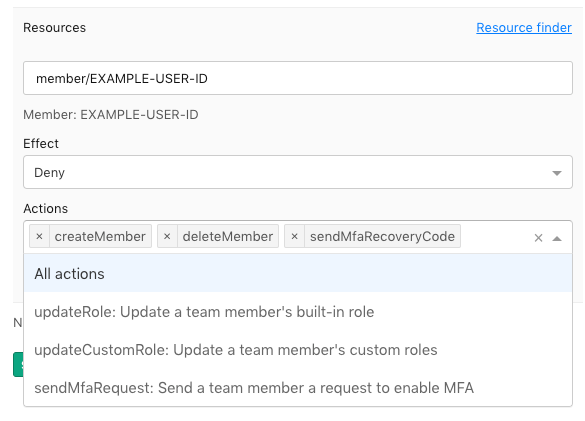 Resources Resource finder
member/EXAMPLE-USER-ID
Member: EXAMPLE-USER-ID
Effect
Deny
Actions
× createMember × deleteMember × sendMfaRecoveryCode ×
All actions
updateRole: Update a team member's built-in role
updateCustomRole: Update a team member's custom roles
sendMfaRequest: Send a team member a request to enable MFA